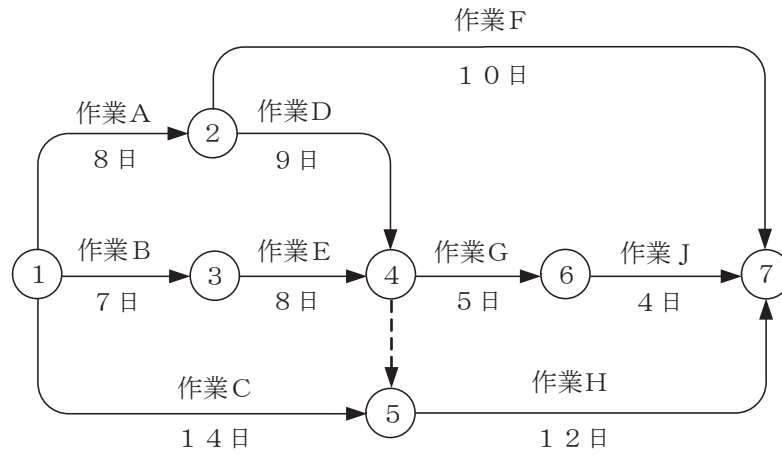 作業F
１０日
作業A
８日
②
作業D
９日
①
作業B
７日
③
作業E
８日
④
作業G
５日
⑥
作業J
４日
⑦
作業C
１４日
⑤
作業H
１２日